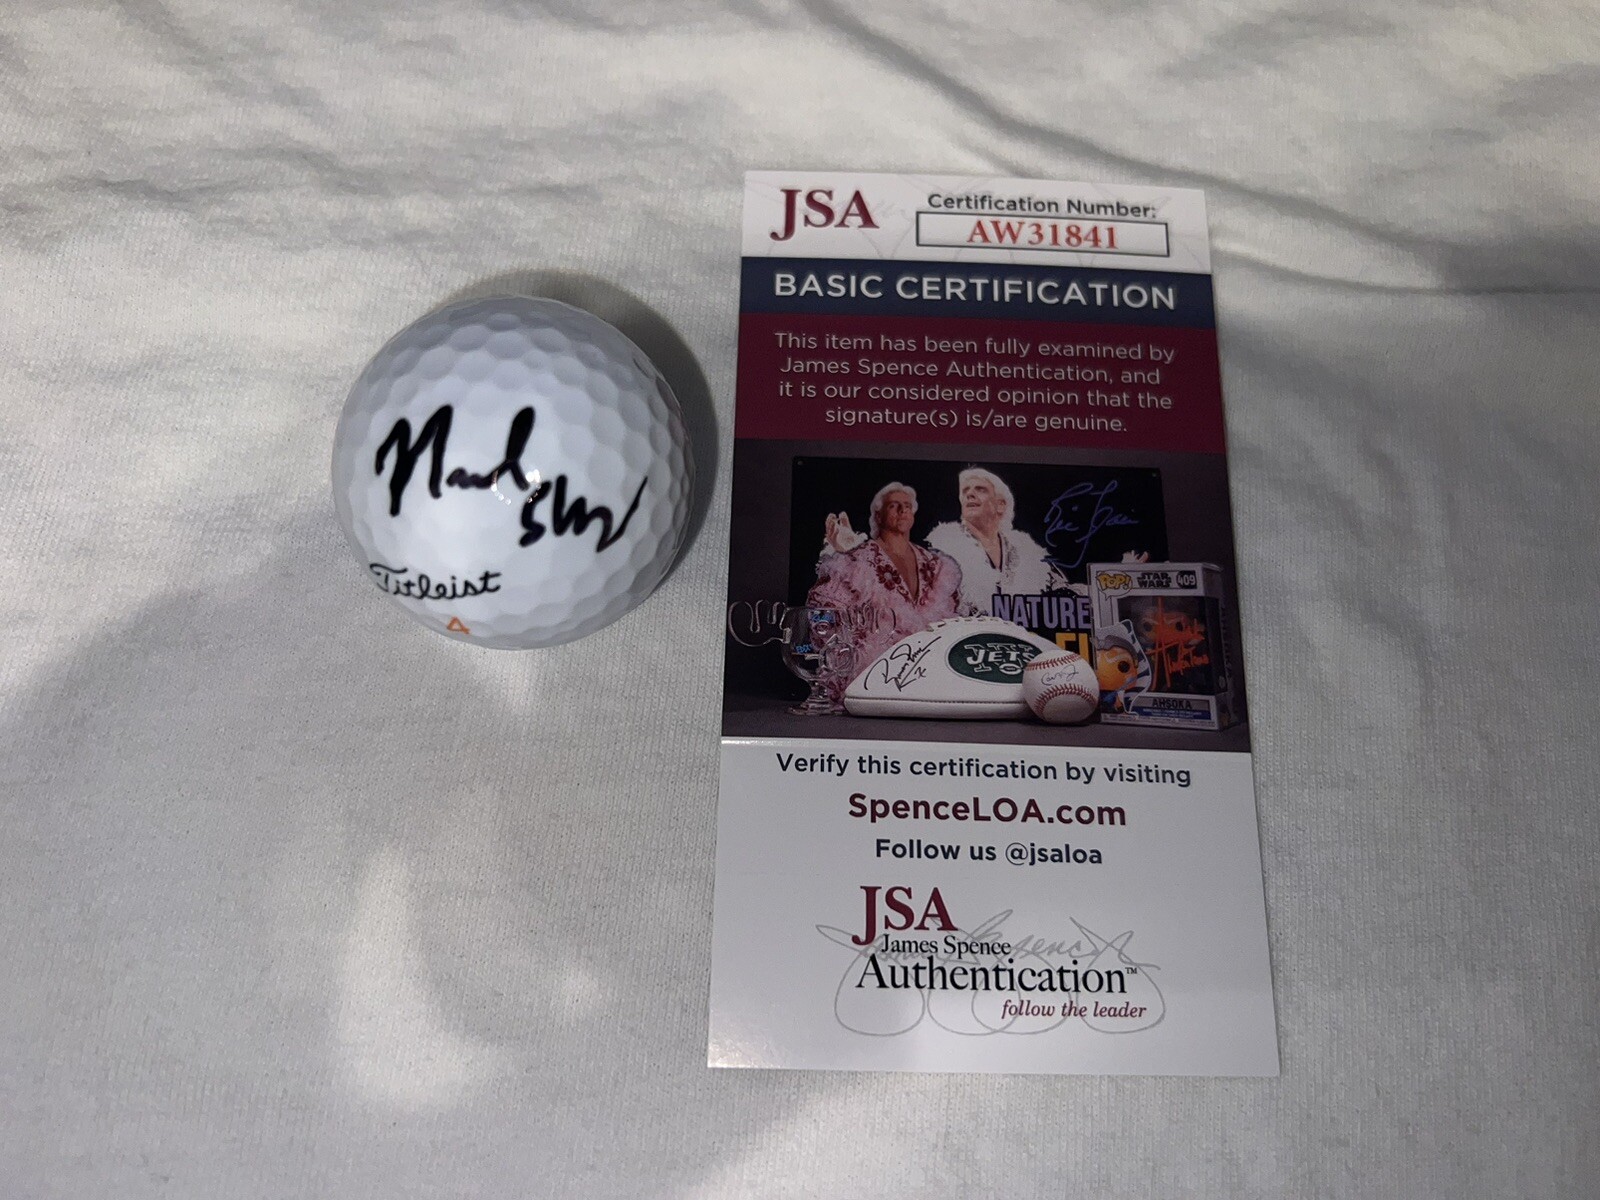 Titleist
4
JSA
Certification Number:
AW31841
BASIC CERTIFICATION
This item has been fully examined by
James Spence Authentication, and
it is our considered opinion that the
signature(s) is/are genuine.
NATURE
JETS
POP!
STAR
WARS
409
AHSOKA
Verify this certification by visiting
SpenceLOA.com
Follow us @jsaloa
JSA
James Spence
Authentication™
follow the leader